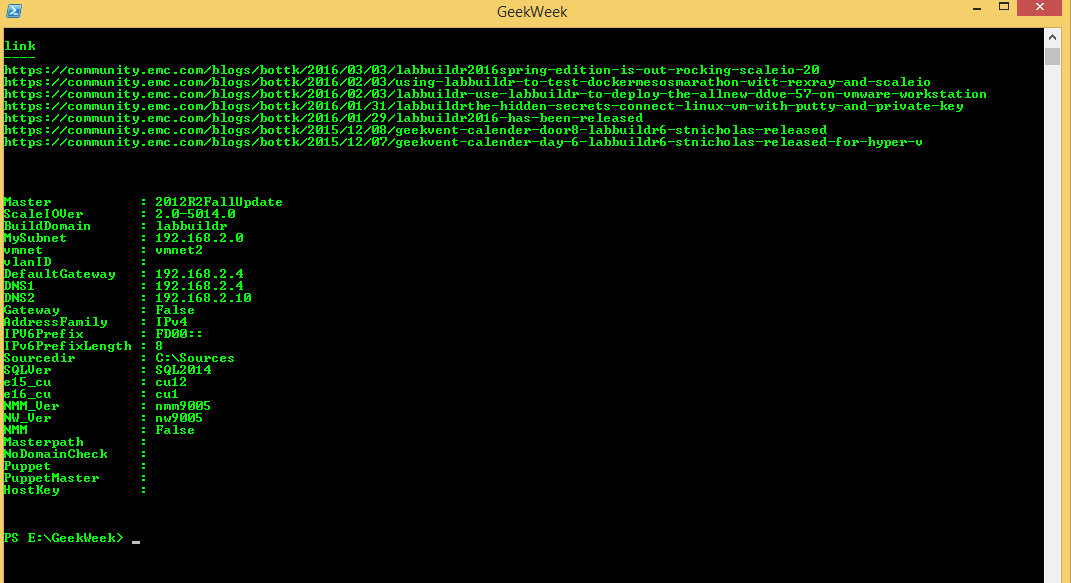 GeekWeek
link
----
https://community.emc.com/blogs/bottk/2016/03/03/labbuildr2016spring-edition-is-out-rocking-scaleio-20
https://community.emc.com/blogs/bottk/2016/02/03/using-labbuildr-to-test-dockermesosmarathon-witt-rexray-and-scaleio
https://community.emc.com/blogs/bottk/2016/02/03/labbuildr-use-labbuildr-to-deploy-the-allnew-ddve-57-on-vmware-workstation
https://community.emc.com/blogs/bottk/2016/01/31/labbuildrthe-hidden-secrets-connect-linux-vm-with-putty-and-private-key
https://community.emc.com/blogs/bottk/2016/01/29/labbuildr2016-has-been-released
https://community.emc.com/blogs/bottk/2015/12/08/geekvent-calender-door8-labbuildr6-stnicholas-released
https://community.emc.com/blogs/bottk/2015/12/07/geekvent-calender-day-6-labbuildr6-stnicholas-released-for-hyper-v
Master : 2012R2FallUpdate
ScaleIOVer : 2.0-5014.0
BuildDomain : labbuildr
MySubnet : 192.168.2.0
vmnet : vmnet2
vlanID :
DefaultGateway : 192.168.2.4
DNS1 : 192.168.2.4
DNS2 : 192.168.2.10
Gateway : False
AddressFamily : IPv4
IPV6Prefix : FD00::
IPv6PrefixLength : 8
Sourcedir : C:\Sources
SQLVer : SQL2014
e15_cu : cu12
e16_cu : cu1
NMM_Ver : nmm9005
NW_Ver : nw9005
NMM : False
Masterpath :
NoDomainCheck :
Puppet :
PuppetMaster :
HostKey :
PS E:\GeekWeek> _